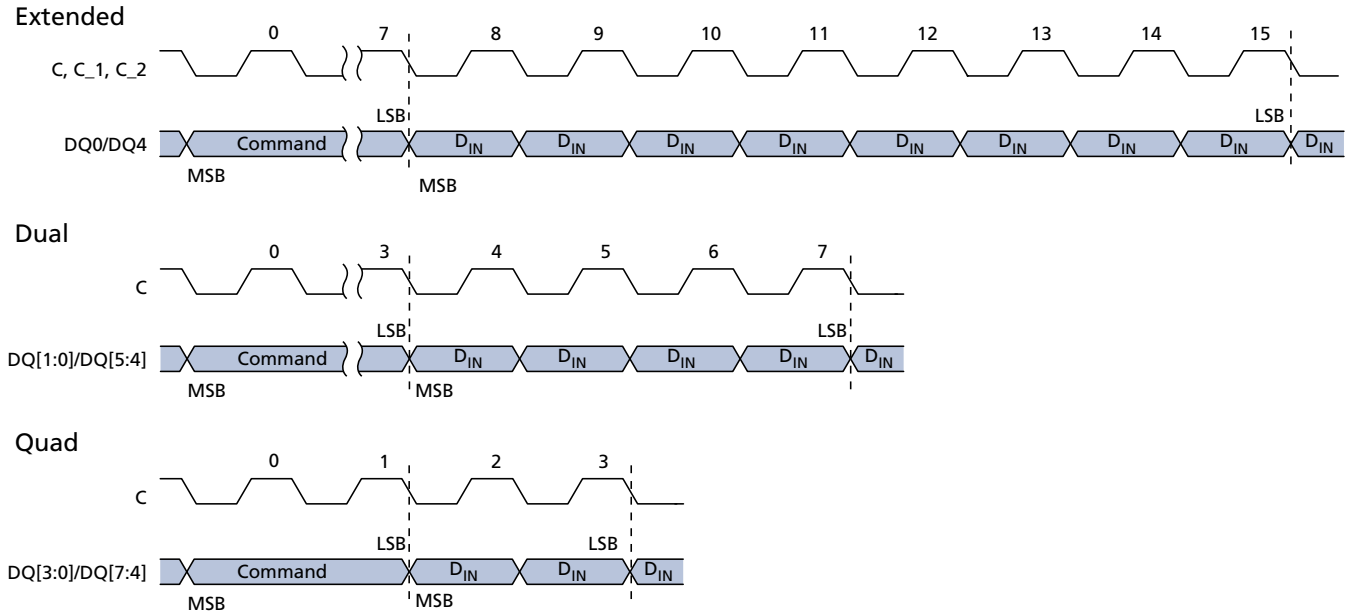 Extended
0 7 8 9 10 11 12 13 14 15
C, C_1, C_2
LSB LSB
DQ0/DQ4 Command DIN DIN DIN DIN DIN DIN DIN DIN DIN
MSB MSB
Dual
0 3 4 5 6 7
C
LSB LSB
DQ[1:0]/DQ[5:4] Command DIN DIN DIN DIN DIN
MSB MSB
Quad
0 1 2 3
C
LSB LSB
DQ[3:0]/DQ[7:4] Command DIN DIN DIN
MSB MSB